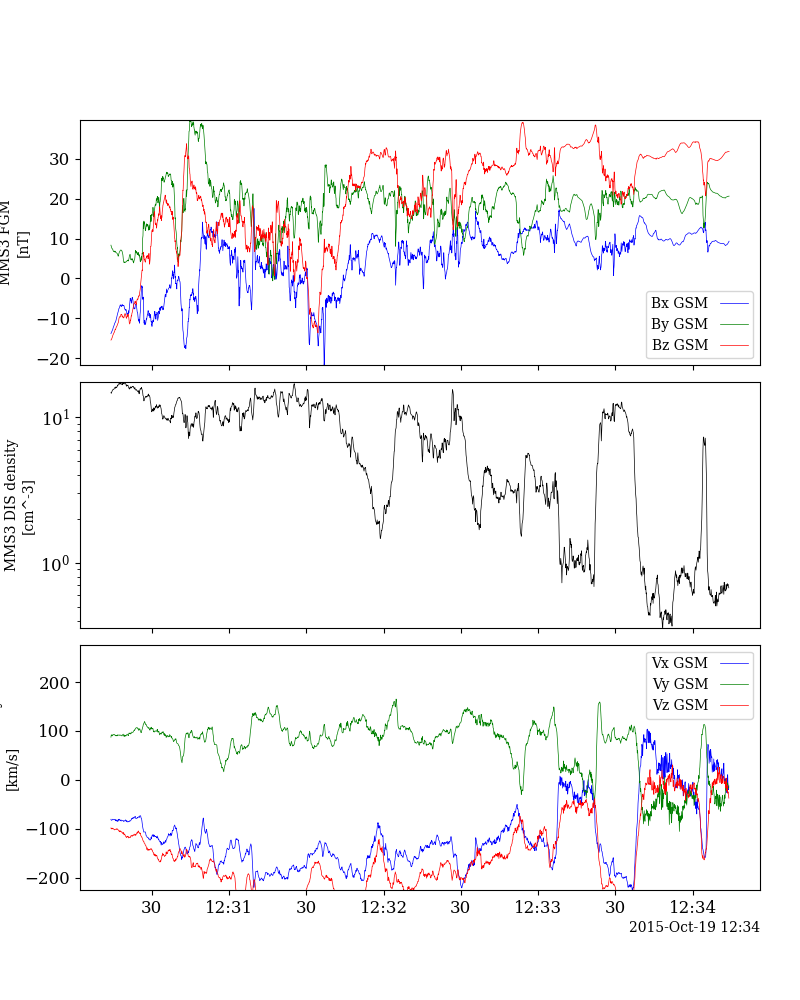 MMS3 FGM
[nT]
30
20
10
0
−10
−20
Bx GSM
By GSM
Bz GSM
MMS3 DIS density
[cm^-3]
10^1
10^0
[km/s]
200
100
0
−100
−200
Vx GSM
Vy GSM
Vz GSM
30 12:31 30 12:32 30 12:33 30 12:34
2015-Oct-19 12:34